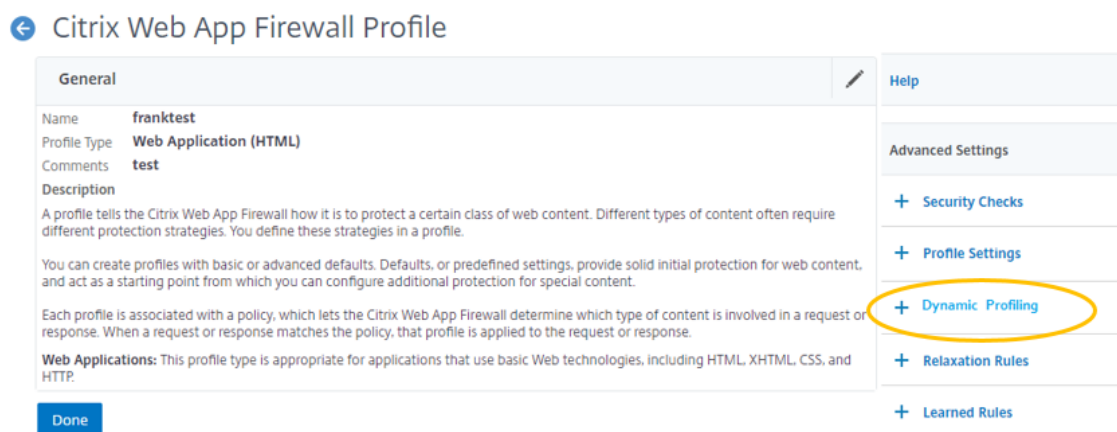 Citrix Web App Firewall Profile
General
Name franktest
Profile Type Web Application (HTML)
Comments test
Description
A profile tells the Citrix Web App Firewall how it is to protect a certain class of web content. Different types of content often require
different protection strategies. You define these strategies in a profile.
You can create profiles with basic or advanced defaults. Defaults, or predefined settings, provide solid initial protection for web content,
and act as a starting point from which you can configure additional protection for special content.
Each profile is associated with a policy, which lets the Citrix Web App Firewall determine which type of content is involved in a request or
response. When a request or response matches the policy, that profile is applied to the request or response.
Web Applications: This profile type is appropriate for applications that use basic Web technologies, including HTML, XHTML, CSS, and
HTTP.
Done
Help
Advanced Settings
+ Security Checks
+ Profile Settings
+ Dynamic Profiling
+ Relaxation Rules
+ Learned Rules